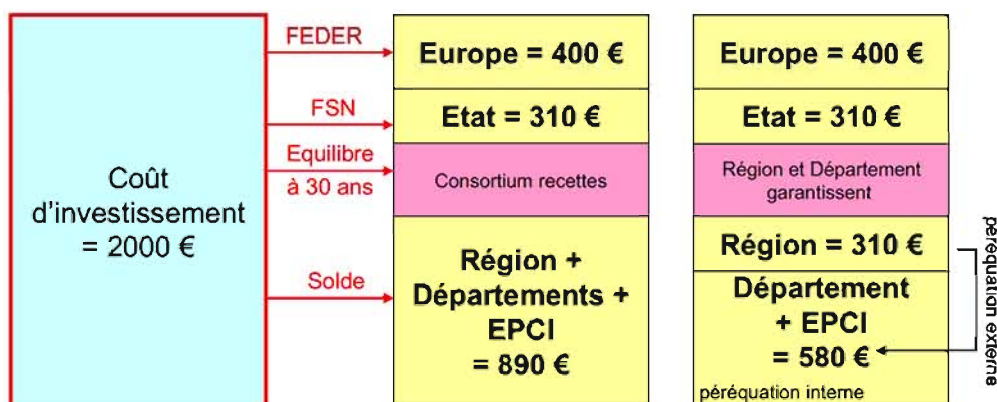 Coût
d'investissement
= 2000 €
FEDER
FSN
Equilibre
à 30 ans
Solde
Europe = 400 €
Etat = 310 €
Consortium recettes
Région +
Départements +
EPCI
= 890 €
Europe = 400 €
Etat = 310 €
Région et Département
garantissent
Région = 310 €
Département
+ EPCI
= 580 €
péréquation interne
péréquation externe